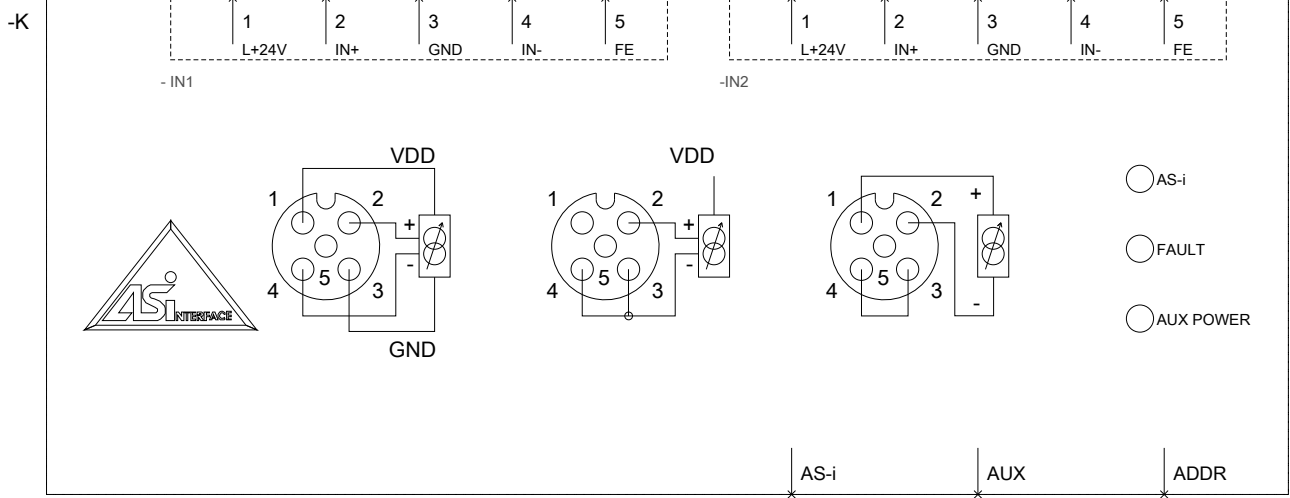 -K
1 2 3 4 5
L+24V IN+ GND IN- FE
- IN1
1 2 3 4 5
L+24V IN+ GND IN- FE
-IN2
VDD
1 2
+
-
5
4 3
GND
VDD
1 2
+
-
5
4 3
1 2
+
5
4 3
-
AS-i
FAULT
AUX POWER
ASi
INTERFACE
AS-i AUX ADDR